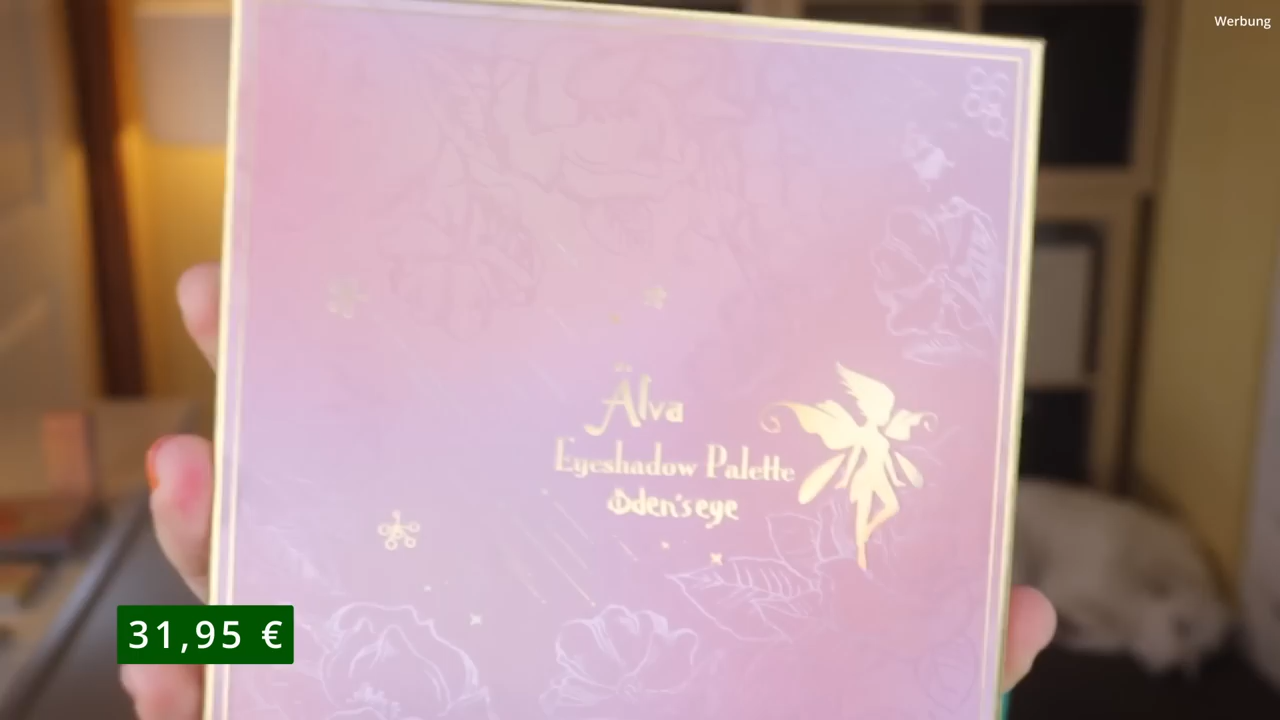 Werbung
Älva
Eyeshadow Palette
Oden's eye
31,95 €